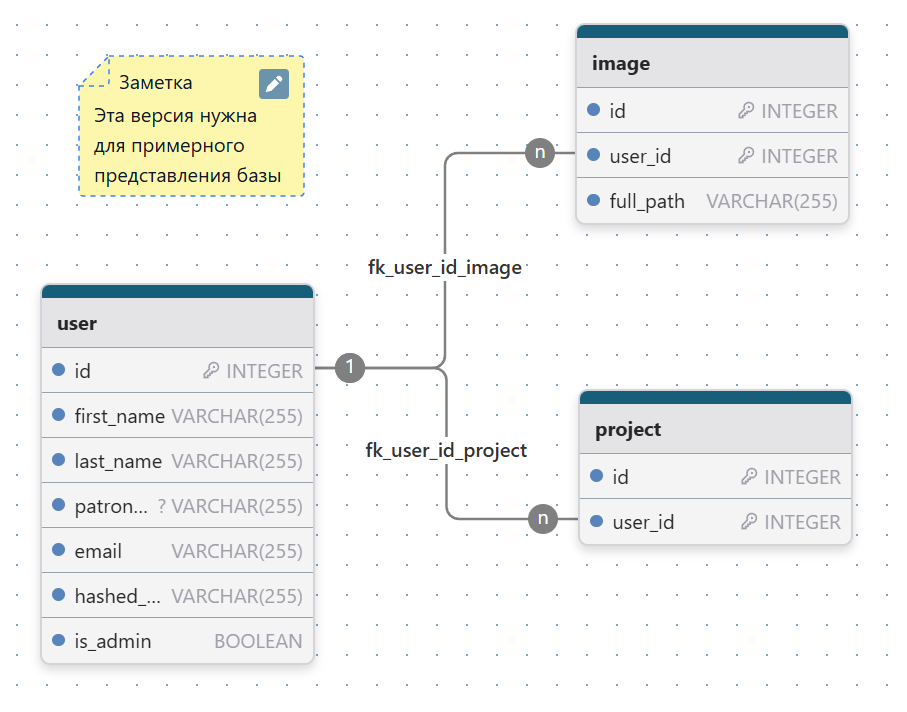 Заметка
Эта версия нужна
для примерного
представления базы
image
id INTEGER
user_id INTEGER
full_path VARCHAR(255)
n
fk_user_id_image
user
id INTEGER
first_name VARCHAR(255)
last_name VARCHAR(255)
patron... ? VARCHAR(255)
email VARCHAR(255)
hashed_... VARCHAR(255)
is_admin BOOLEAN
1
fk_user_id_project
n
project
id INTEGER
user_id INTEGER